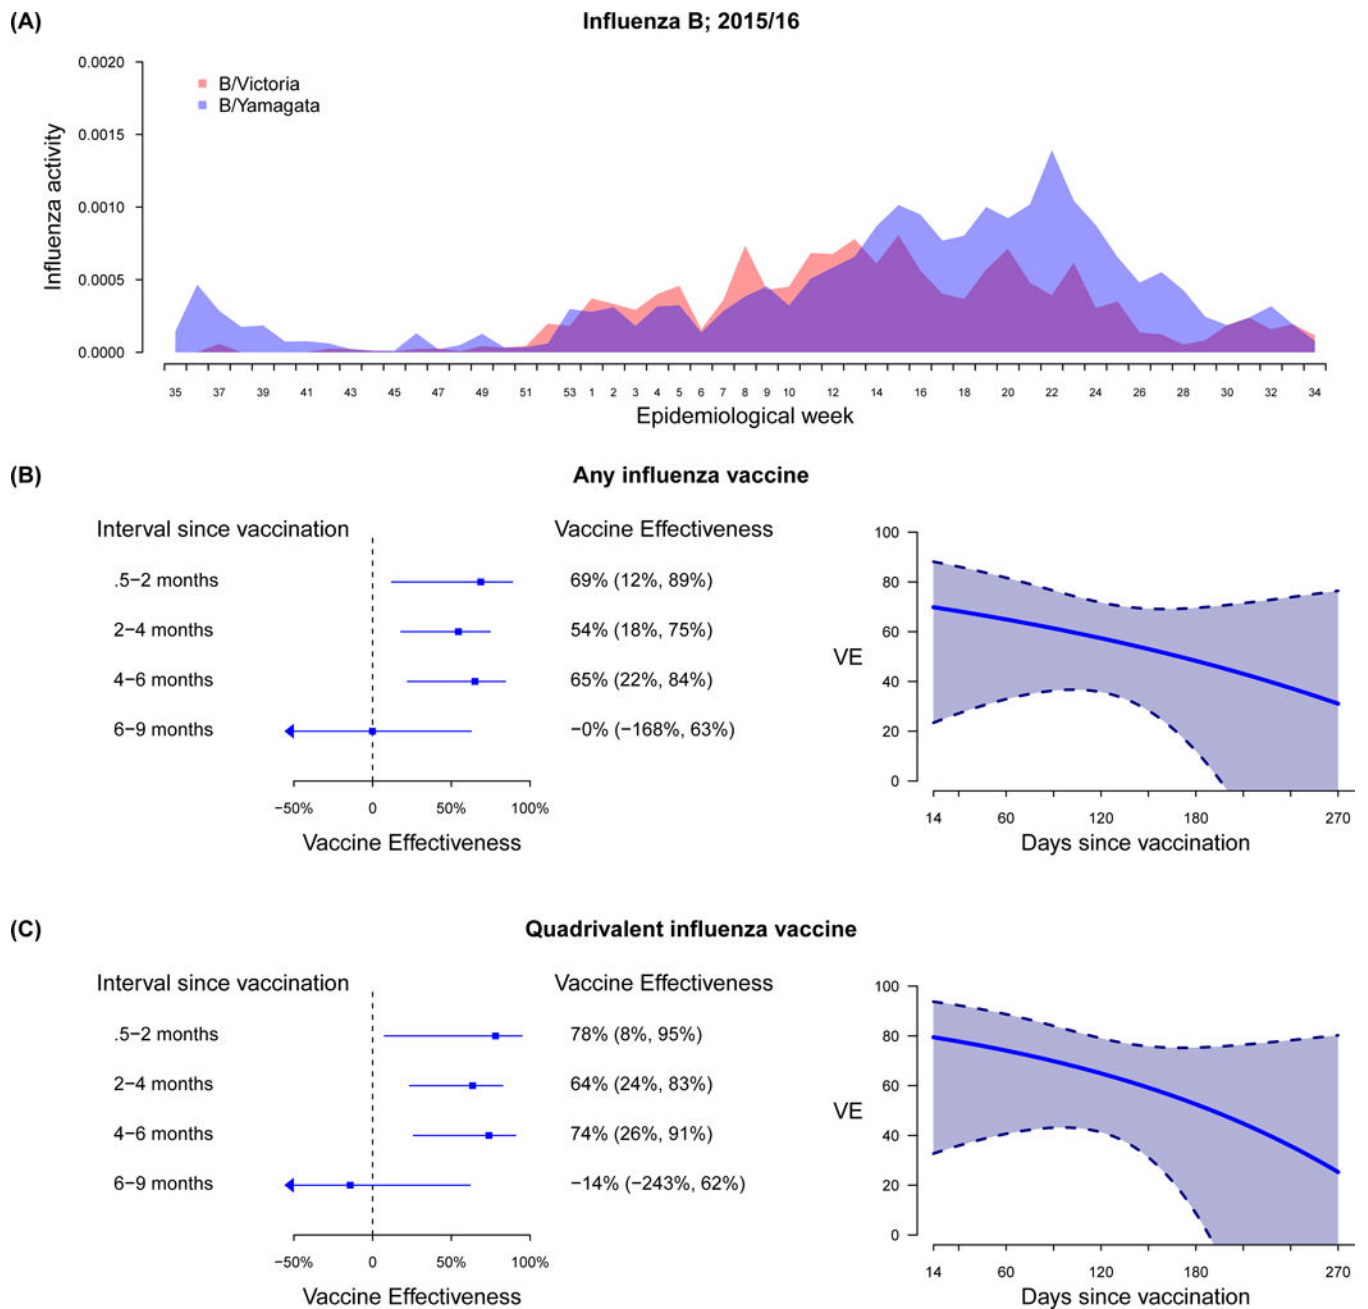 (A)
Influenza B; 2015/16
0.0020
0.0015
0.0010
0.0005
0.0000
Influenza activity
B/Victoria
B/Yamagata
35 37 39 41 43 45 47 49 51 53 1 2 3 4 5 6 7 8 9 10 12 14 16 18 20 22 24 26 28 30 32 34
Epidemiological week
(B)
Any influenza vaccine
Interval since vaccination
Vaccine Effectiveness
.5−2 months 69% (12%, 89%)
2−4 months 54% (18%, 75%)
4−6 months 65% (22%, 84%)
6−9 months −0% (−168%, 63%)
−50% 0 50% 100%
Vaccine Effectiveness
100
80
60
40
20
0
VE
14 60 120 180 270
Days since vaccination
(C)
Quadrivalent influenza vaccine
Interval since vaccination
Vaccine Effectiveness
.5−2 months 78% (8%, 95%)
2−4 months 64% (24%, 83%)
4−6 months 74% (26%, 91%)
6−9 months −14% (−243%, 62%)
−50% 0 50% 100%
Vaccine Effectiveness
100
80
60
40
20
0
VE
14 60 120 180 270
Days since vaccination